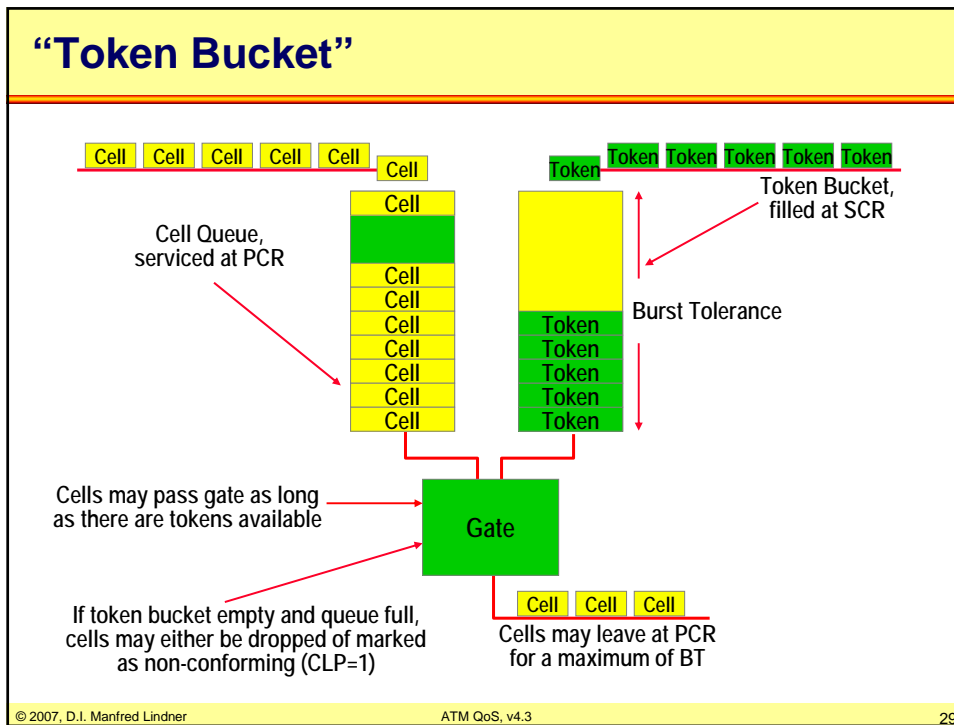 “Token Bucket”
Cell Cell Cell Cell Cell
Cell
Token
Token Token Token Token Token
Cell
Cell
Cell
Cell
Cell
Cell
Cell
Cell
Cell Queue,
serviced at PCR
Token
Token
Token
Token
Token
Token Bucket,
filled at SCR
Burst Tolerance
Cells may pass gate as long
as there are tokens available
Gate
If token bucket empty and queue full,
cells may either be dropped of marked
as non-conforming (CLP=1)
Cell Cell Cell
Cells may leave at PCR
for a maximum of BT
© 2007, D.I. Manfred Lindner
ATM QoS, v4.3
29